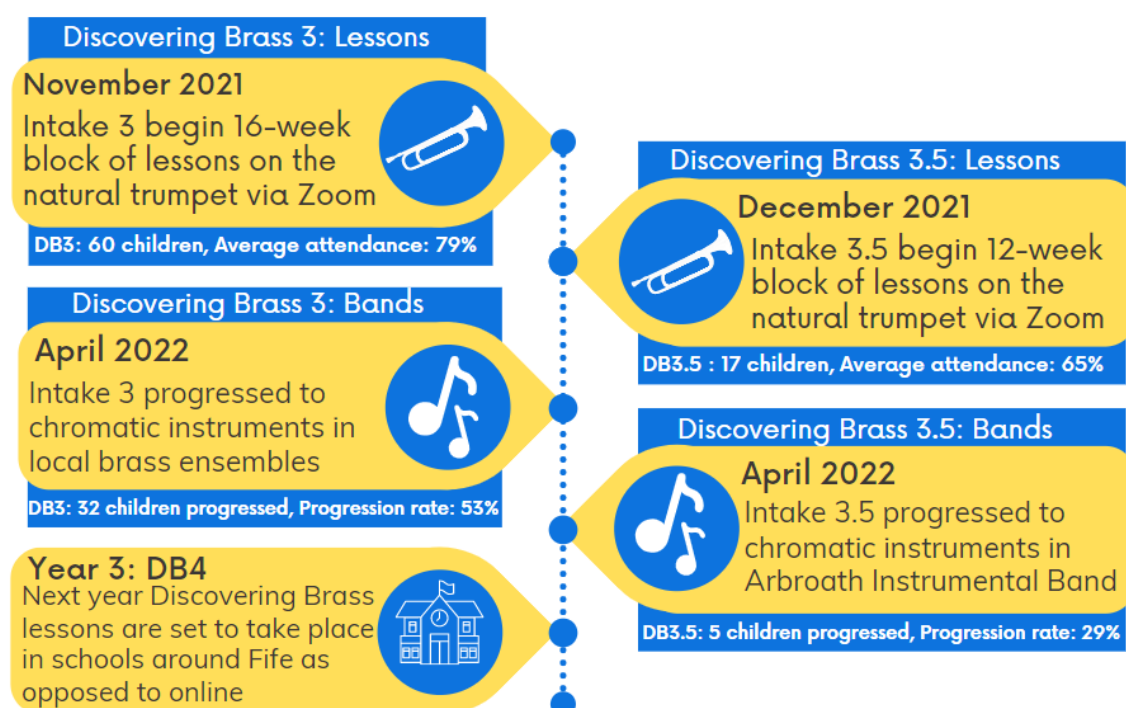 Discovering Brass 3: Lessons
November 2021
Intake 3 begin 16-week
block of lessons on the
natural trumpet via Zoom
DB3: 60 children, Average attendance: 79%
Discovering Brass 3.5: Lessons
December 2021
Intake 3.5 begin 12-week
block of lessons on the
natural trumpet via Zoom
DB3.5 : 17 children, Average attendance: 65%
Discovering Brass 3: Bands
April 2022
Intake 3 progressed to
chromatic instruments in
local brass ensembles
DB3: 32 children progressed, Progression rate: 53%
Discovering Brass 3.5: Bands
April 2022
Intake 3.5 progressed to
chromatic instruments in
Arbroath Instrumental Band
DB3.5: 5 children progressed, Progression rate: 29%
Year 3: DB4
Next year Discovering Brass
lessons are set to take place
in schools around Fife as
opposed to online